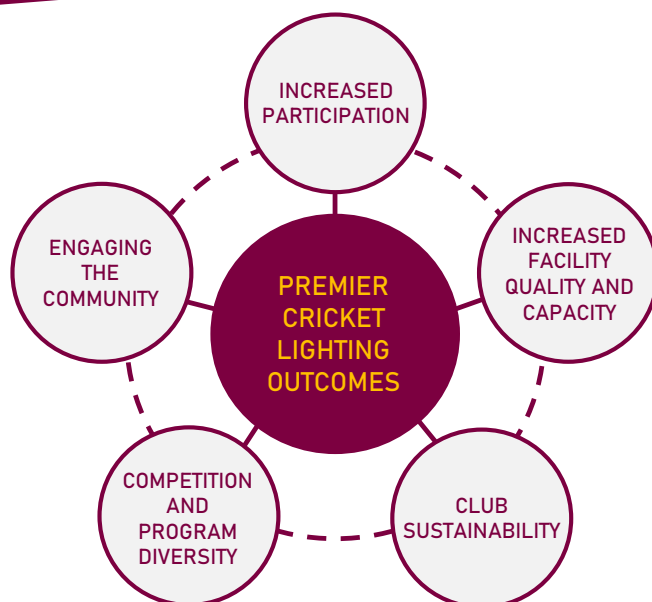 INCREASED
PARTICIPATION
ENGAGING
THE
COMMUNITY
INCREASED
FACILITY
QUALITY AND
CAPACITY
PREMIER
CRICKET
LIGHTING
OUTCOMES
COMPETITION
AND
PROGRAM
DIVERSITY
CLUB
SUSTAINABILITY